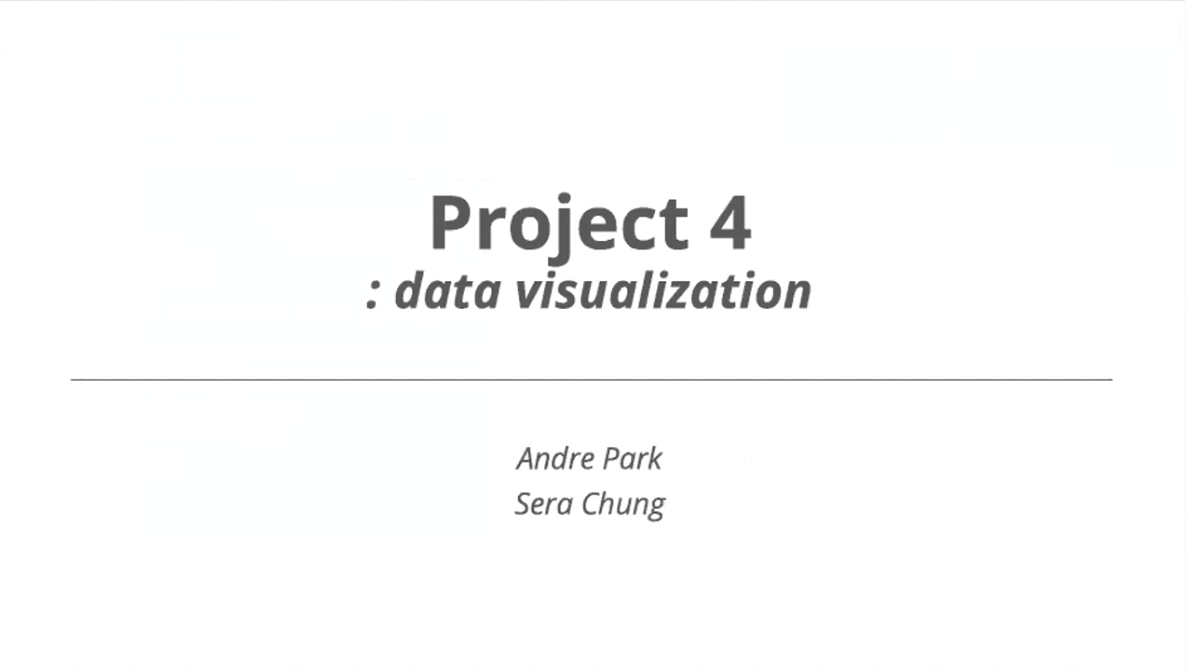 Project 4
: data visualization
Andre Park
Sera Chung